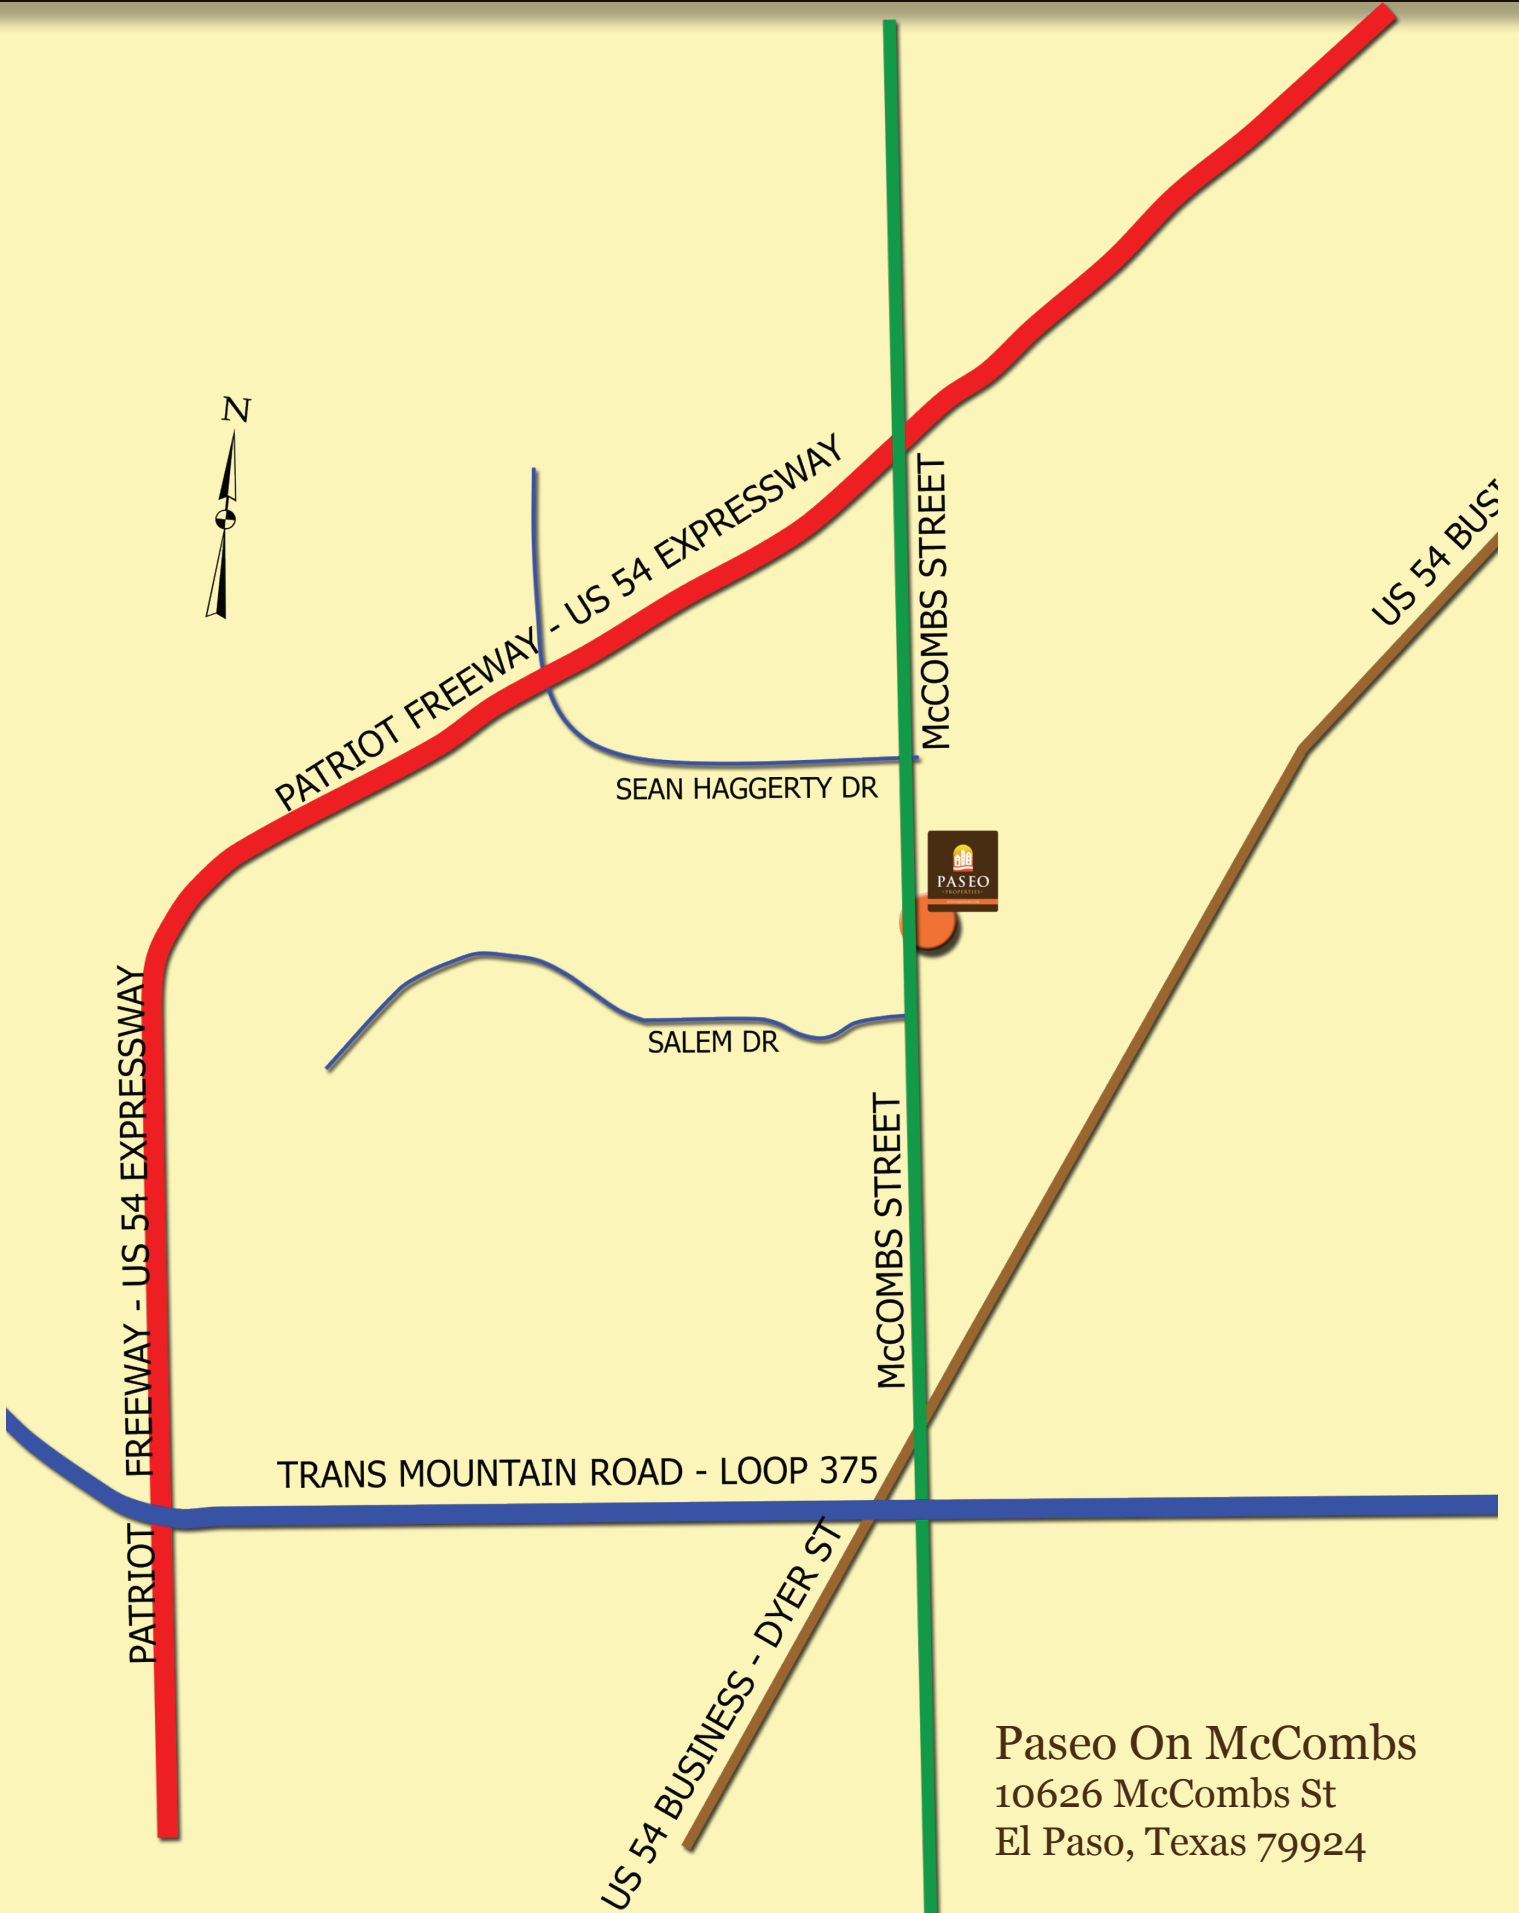 N
PATRIOT FREEWAY - US 54 EXPRESSWAY
McCOMBS STREET
US 54 BUSI
SEAN HAGGERTY DR
PASEO
PATRIOT FREEWAY - US 54 EXPRESSWAY
SALEM DR
McCOMBS STREET
TRANS MOUNTAIN ROAD - LOOP 375
US 54 BUSINESS - DYER ST
Paseo On McCombs
10626 McCombs St
El Paso, Texas 79924